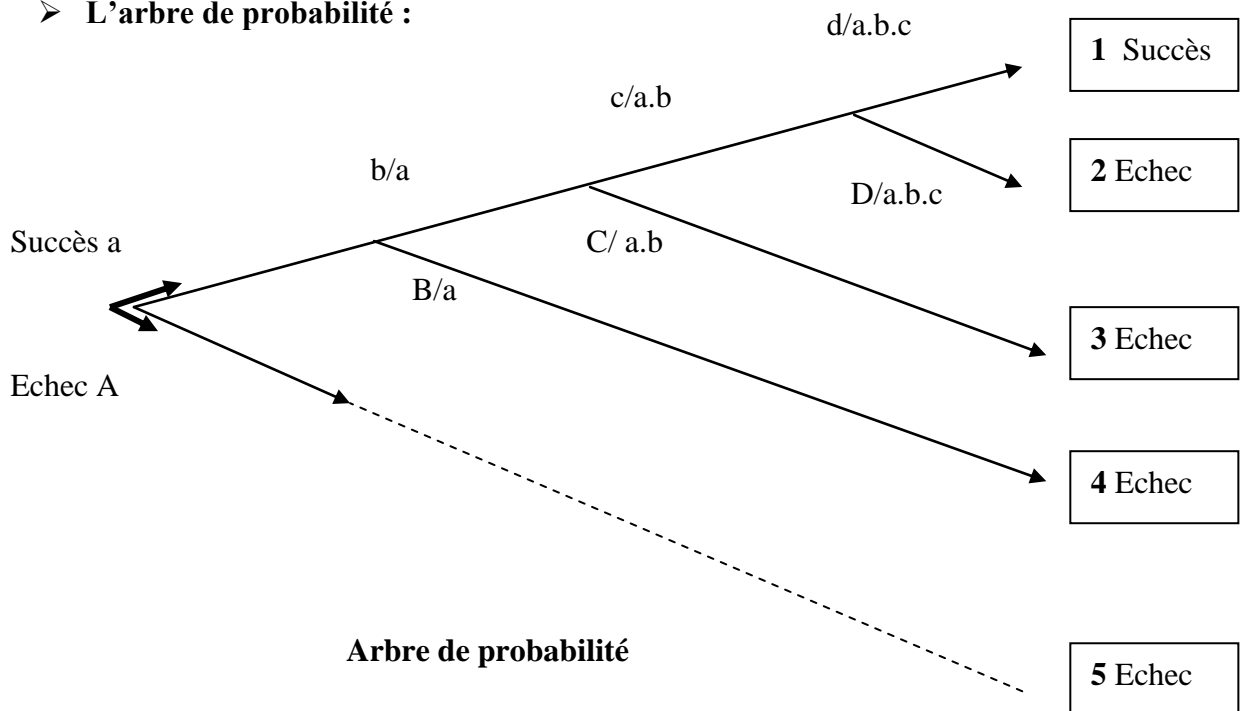 ➢ L'arbre de probabilité :
d/a.b.c
1 Succès
c/a.b
b/a
2 Echec
D/a.b.c
Succès a
C/ a.b
B/a
3 Echec
Echec A
4 Echec
Arbre de probabilité
5 Echec